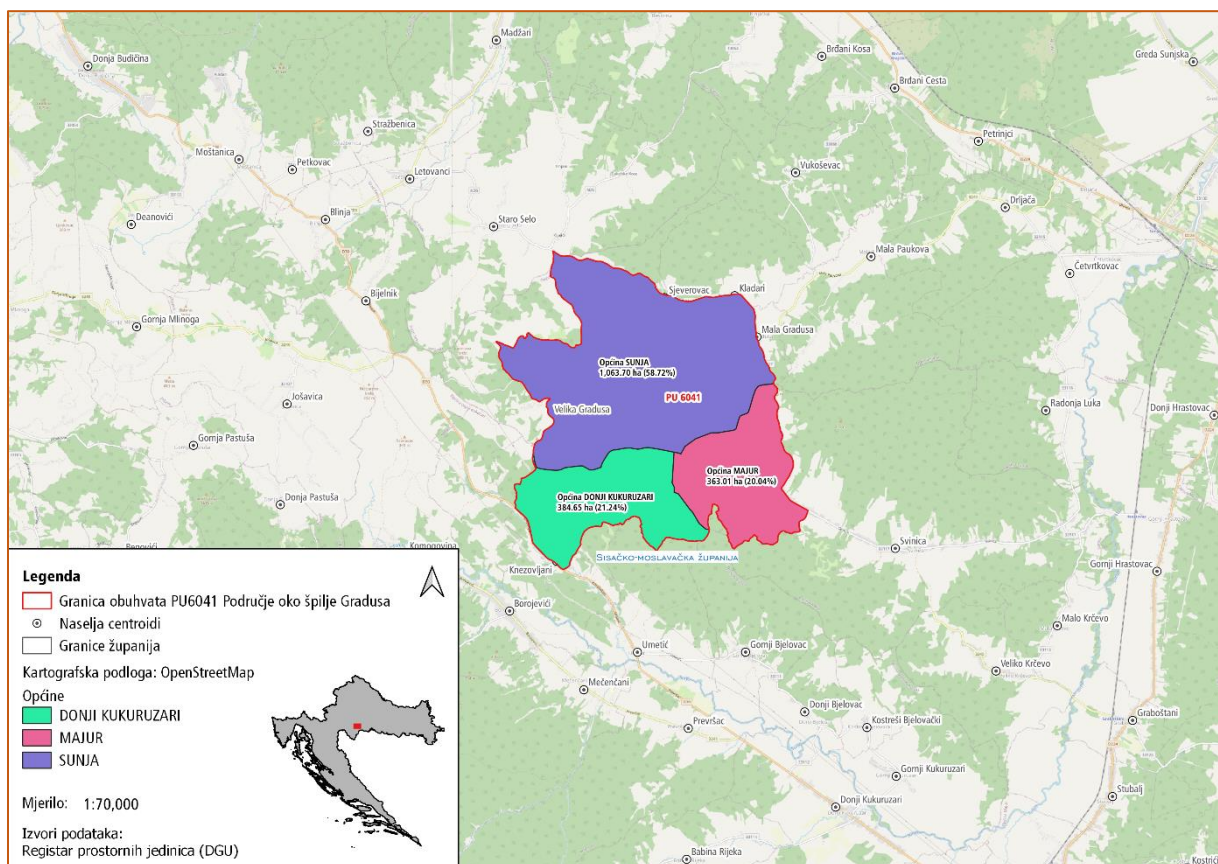 Madžari
Donja Budičina
Brđani Kosa
Greda Sunjska
Brđani Cesta
Stražbenica
Petrinjci
Moštanica
Petkovac
Letovanci
Vukoševac
Drljača
Deanovići
Blinja
Staro Selo
Mala Paukova
Četvrtkovac
Sjeverovac
Kladari
Bijelnik
Gornja Mlinoga
Mala Gradusa
Općina SUNJA
1,063.70 ha (58.72%)
PU 6041
Jošavica
Velika Gradusa
Radonja Luka
Donji Hrastovac
Gornja Pastuša
Općina MAJUR
363.01 ha (20.04%)
Donja Pastuša
Općina DONJI KUKURUZARI
384.65 ha (21.24%)
Komogovina
Svinica
SISAČKO-MOSLAVAČKA ŽUPANIJA
Knezovljani
Gornji Hrastovac
Borojevići
Malo Krčevo
Umetić
Gornji Bjelovac
Veliko Krčevo
Mečenčani
Donji Bjelovac
Prevršac
Kostreši Bjelovački
Graboštani
Gornji Kukuruzari
Donji Kukuruzari
Stubalj
Babina Rijeka
Legenda
Granica obuhvata PU6041 Područje oko špilje Gradusa
Naselja centroidi
Granice županija
Kartografska podloga: OpenStreetMap
Općine
DONJI KUKURUZARI
MAJUR
SUNJA
Mjerilo: 1:70,000
Izvori podataka:
Registar prostornih jedinica (DGU)